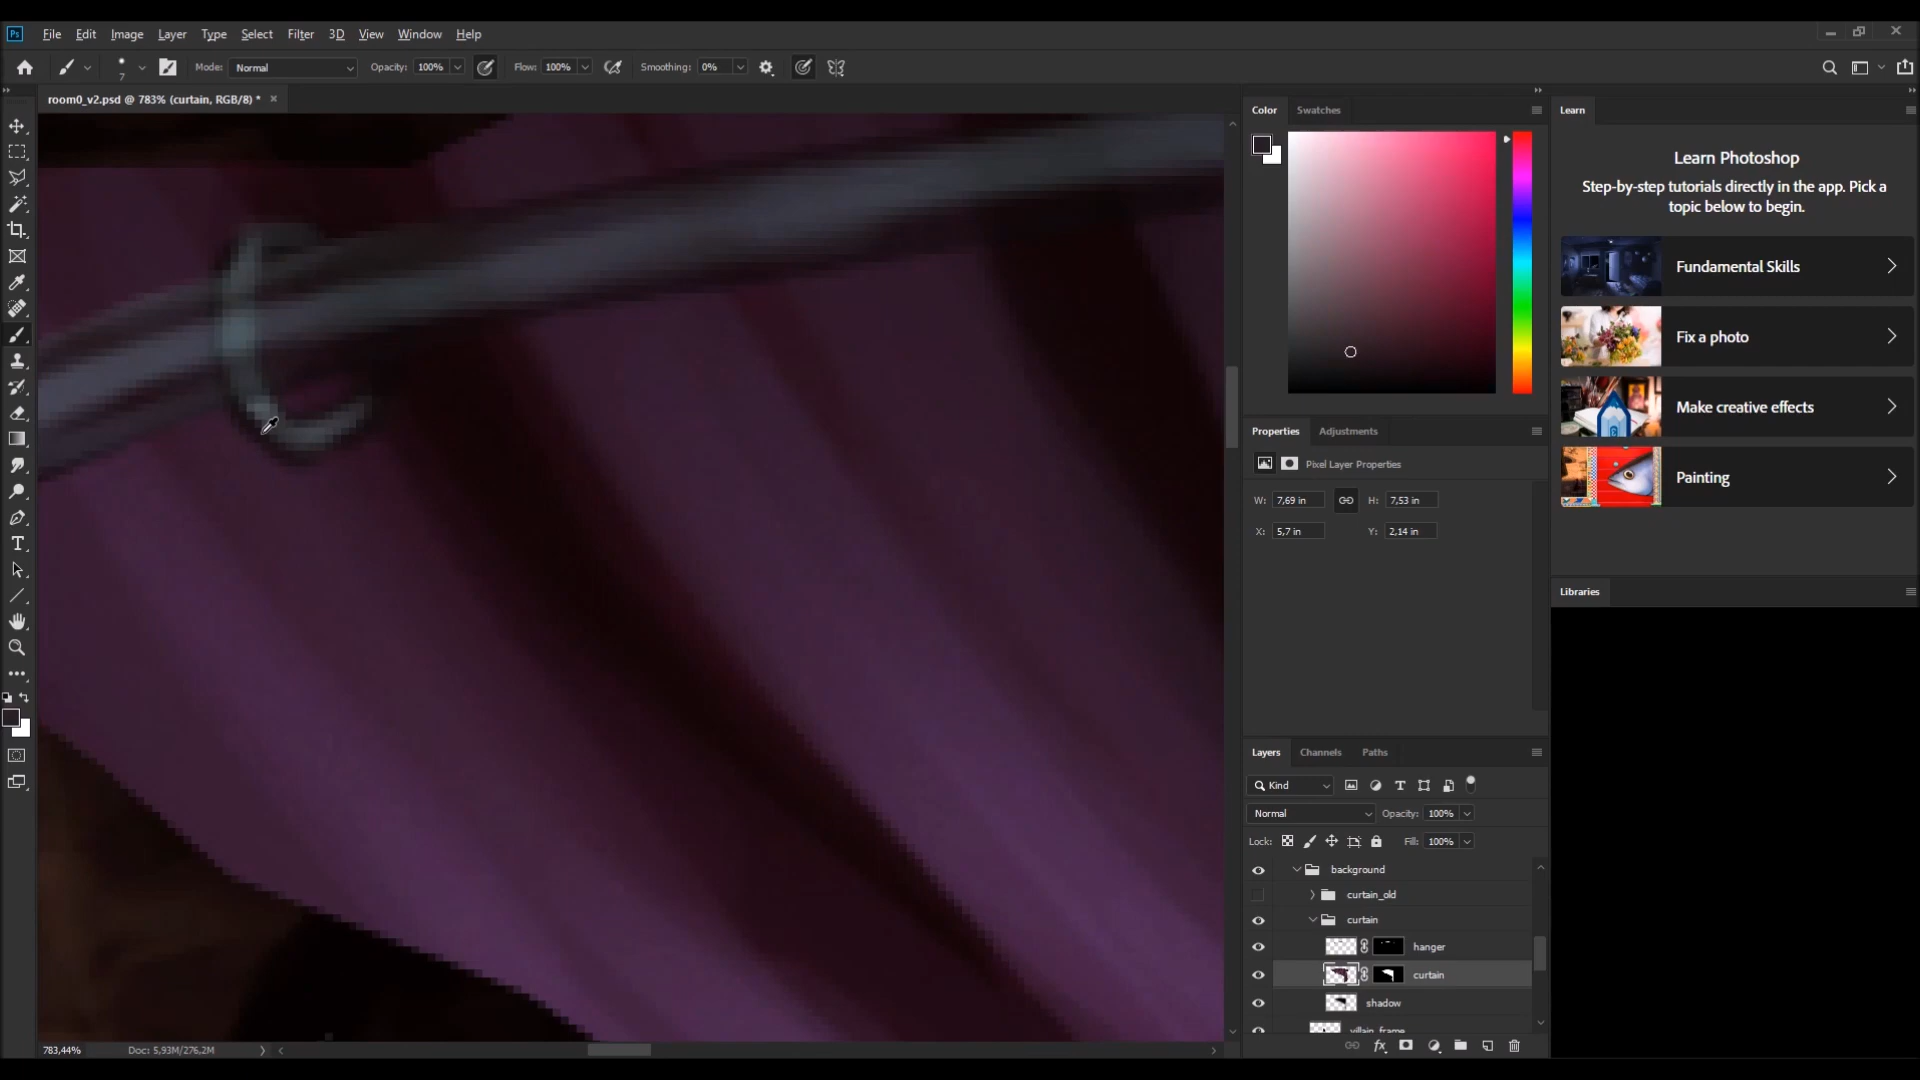 Ps File Edit Image Layer Type Select Filter 3D View Window Help
7 Mode: Normal Opacity: 100% Flow: 100% Smoothing: 0%
room0_v2.psd @ 783% (curtain, RGB/8) * ×
Color Swatches
Learn
Learn Photoshop
Step-by-step tutorials directly in the app. Pick a
topic below to begin.
Fundamental Skills
Fix a photo
Make creative effects
Painting
Properties Adjustments
Pixel Layer Properties
W: 7,69 in H: 7,53 in
X: 5,7 in Y: 2,14 in
Libraries
Layers Channels Paths
Kind
Normal Opacity: 100%
Lock: Fill: 100%
background
curtain_old
curtain
hanger
curtain
shadow
villain_frame
783,44% Doc: 5,93M/276,2M